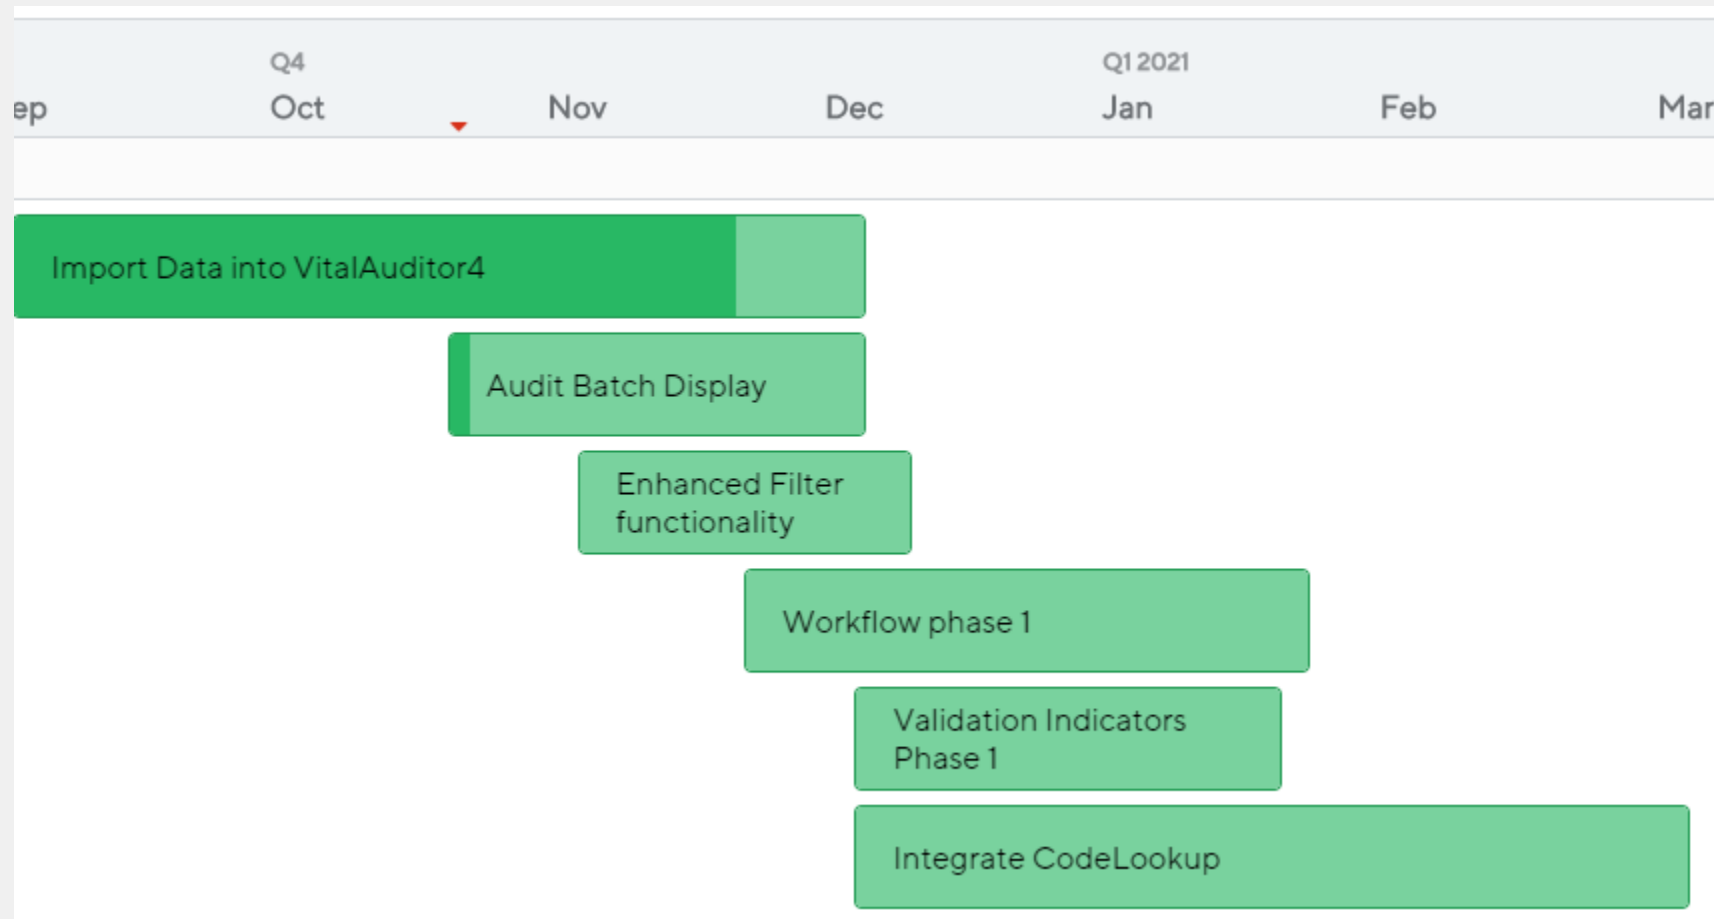 Q4 Q1 2021
ep Oct Nov Dec Jan Feb Mar
Import Data into VitalAuditor4
Audit Batch Display
Enhanced Filter
functionality
Workflow phase 1
Validation Indicators
Phase 1
Integrate CodeLookup